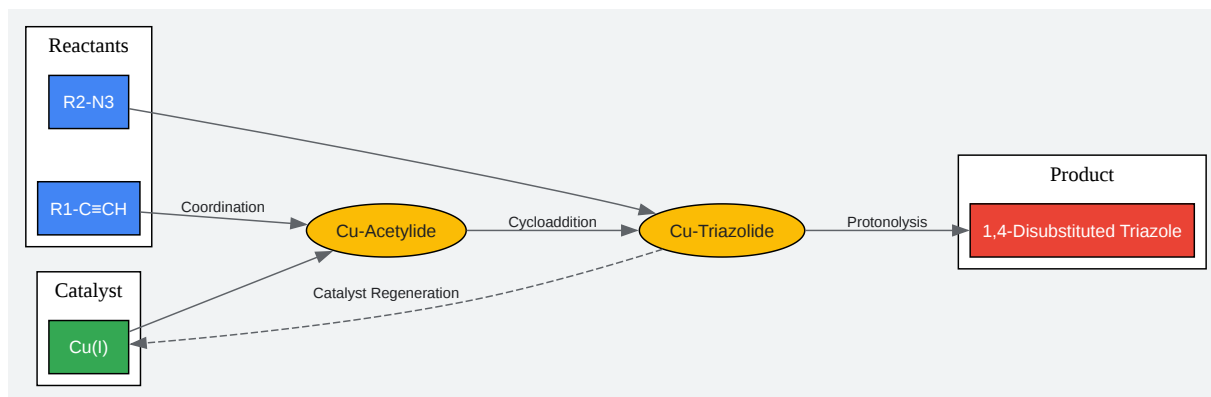 Reactants
R2-N3
R1-C≡CH
Coordination
Cu-Acetylide
Cycloaddition
Cu-Triazolide
Protonolysis
Product
1,4-Disubstituted Triazole
Catalyst Regeneration
Catalyst
Cu(I)